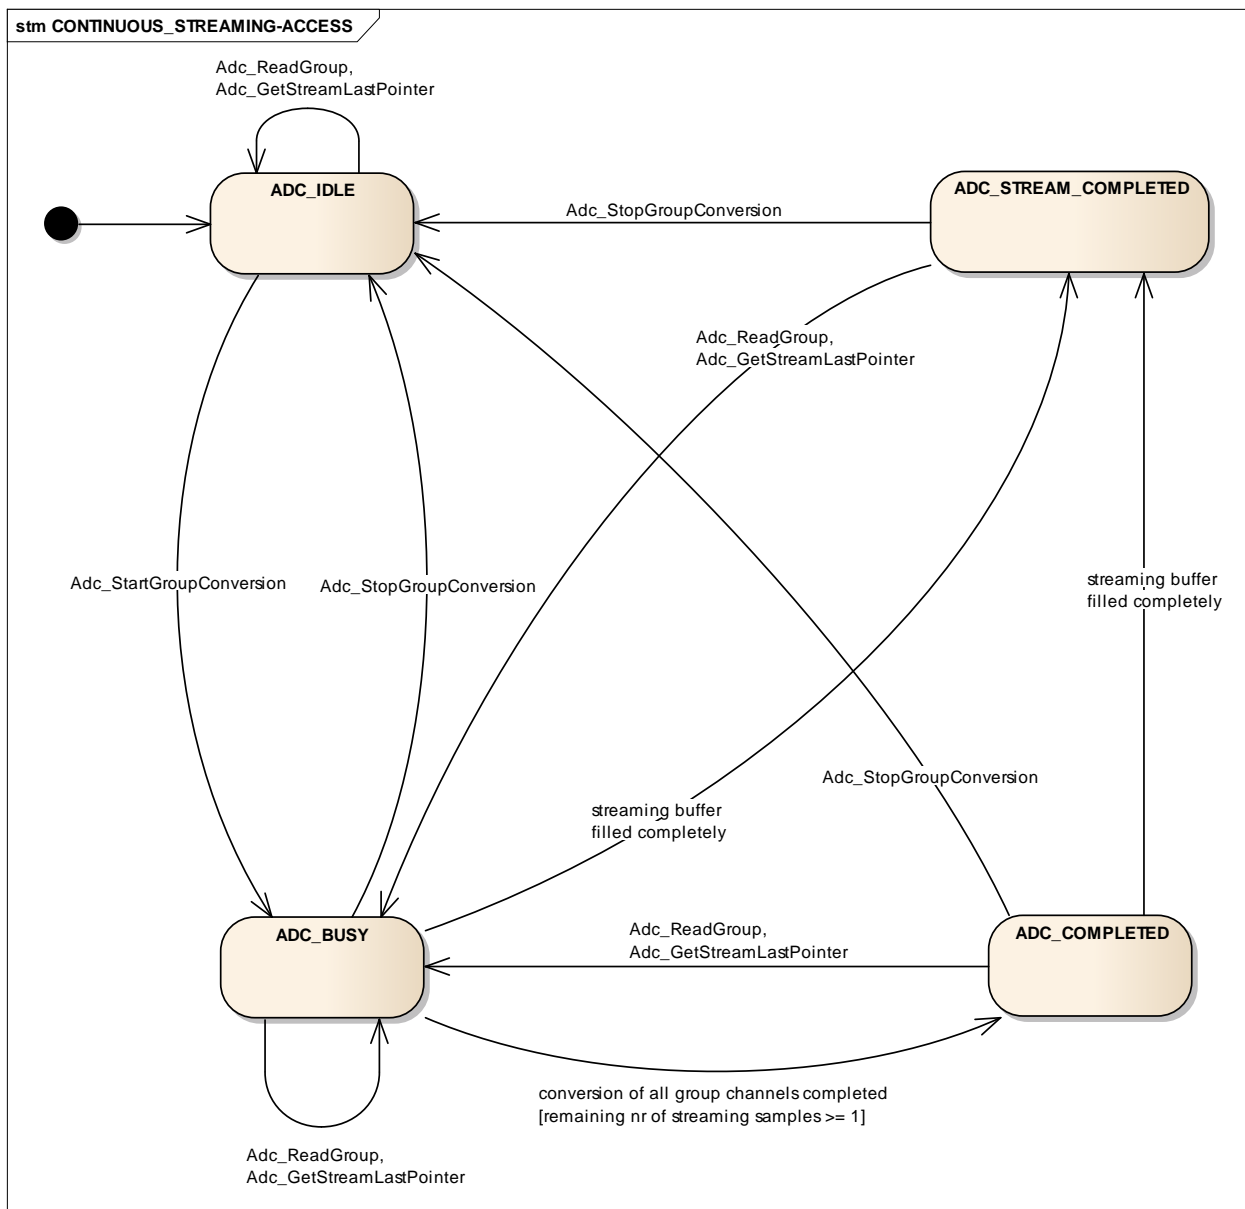 stm CONTINUOUS_STREAMING-ACCESS
Adc_ReadGroup,
Adc_GetStreamLastPointer
ADC_IDLE
ADC_STREAM_COMPLETED
Adc_StopGroupConversion
Adc_ReadGroup,
Adc_GetStreamLastPointer
Adc_StartGroupConversion
Adc_StopGroupConversion
streaming buffer
filled completely
Adc_StopGroupConversion
streaming buffer
filled completely
ADC_BUSY
Adc_ReadGroup,
Adc_GetStreamLastPointer
ADC_COMPLETED
conversion of all group channels completed
[remaining nr of streaming samples >= 1]
Adc_ReadGroup,
Adc_GetStreamLastPointer